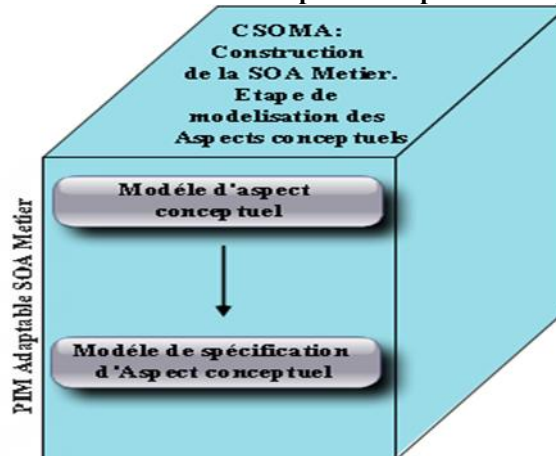 CSOMA:
Construction
de la SOA Metier.
Etape de
modelisation des
Aspects conceptuels
Modéle d'aspect
conceptuel
Modéle de spécification
d'Aspect conceptuel
PIM Adaptable SOA Metier